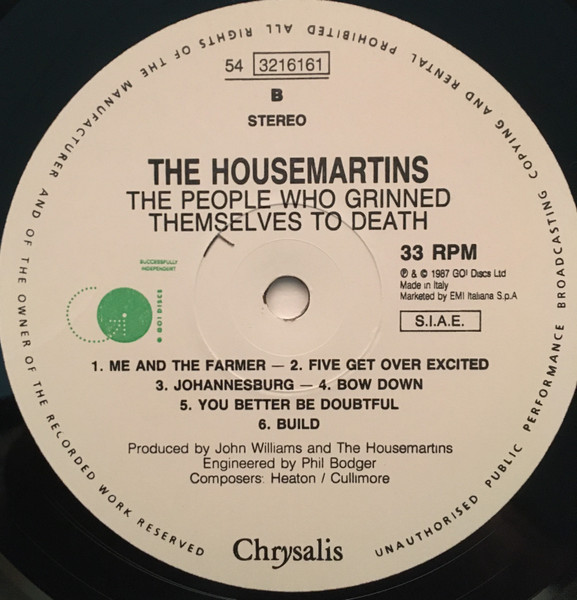 54 3216161
B
STEREO
THE HOUSEMARTINS
THE PEOPLE WHO GRINNED
THEMSELVES TO DEATH
33 RPM
℗ & © 1987 GO! Discs Ltd
Made in Italy
Marketed by EMI Italiana S.p.A
S.I.A.E.
SUCCESSFULLY
INDEPENDENT
GO! DISCS
1. ME AND THE FARMER — 2. FIVE GET OVER EXCITED
3. JOHANNESBURG — 4. BOW DOWN
5. YOU BETTER BE DOUBTFUL
6. BUILD
Produced by John Williams and The Housemartins
Engineered by Phil Bodger
Composers: Heaton / Cullimore
Chrysalis
ALL RIGHTS OF THE MANUFACTURER AND OF THE OWNER OF THE RECORDED WORK RESERVED
UNAUTHORISED PUBLIC PERFORMANCE BROADCASTING COPYING AND RENTAL PROHIBITED